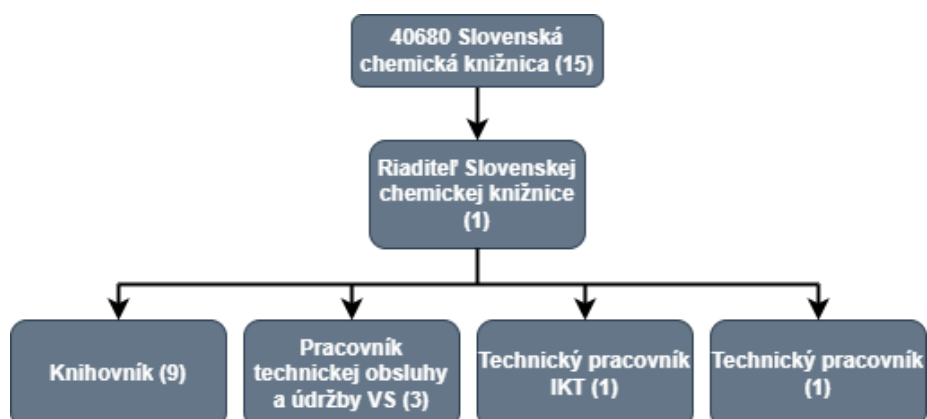 40680 Slovenská
chemická knižnica (15)
Riaditeľ Slovenskej
chemickej knižnice
(1)
Knihovník (9)
Pracovník
technickej obsluhy
a údržby VS (3)
Technický pracovník
IKT (1)
Technický pracovník
(1)